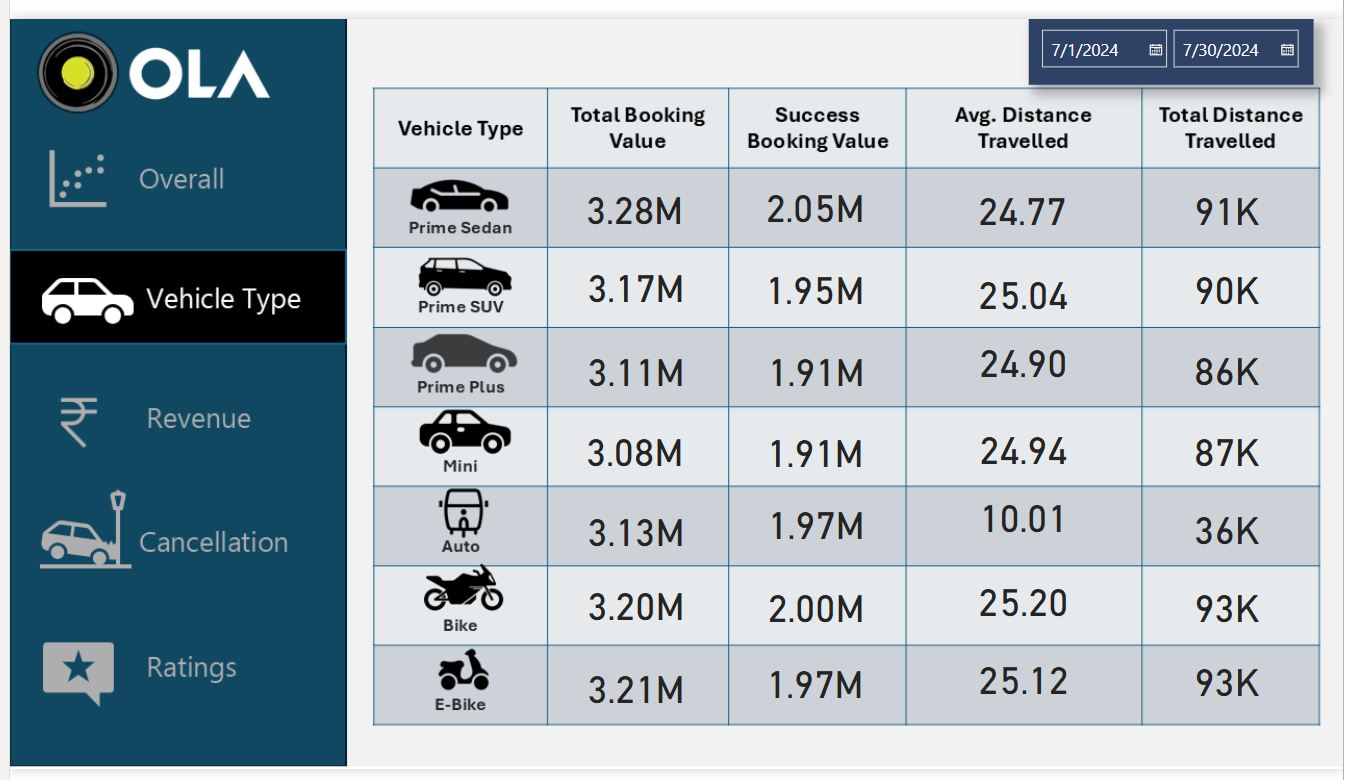 OLA
Overall
Vehicle Type
Revenue
Cancellation
Ratings
7/1/2024 7/30/2024
Vehicle Type Total Booking Value Success Booking Value Avg. Distance Travelled Total Distance Travelled
Prime Sedan 3.28M 2.05M 24.77 91K
Prime SUV 3.17M 1.95M 25.04 90K
Prime Plus 3.11M 1.91M 24.90 86K
Mini 3.08M 1.91M 24.94 87K
Auto 3.13M 1.97M 10.01 36K
Bike 3.20M 2.00M 25.20 93K
E-Bike 3.21M 1.97M 25.12 93K